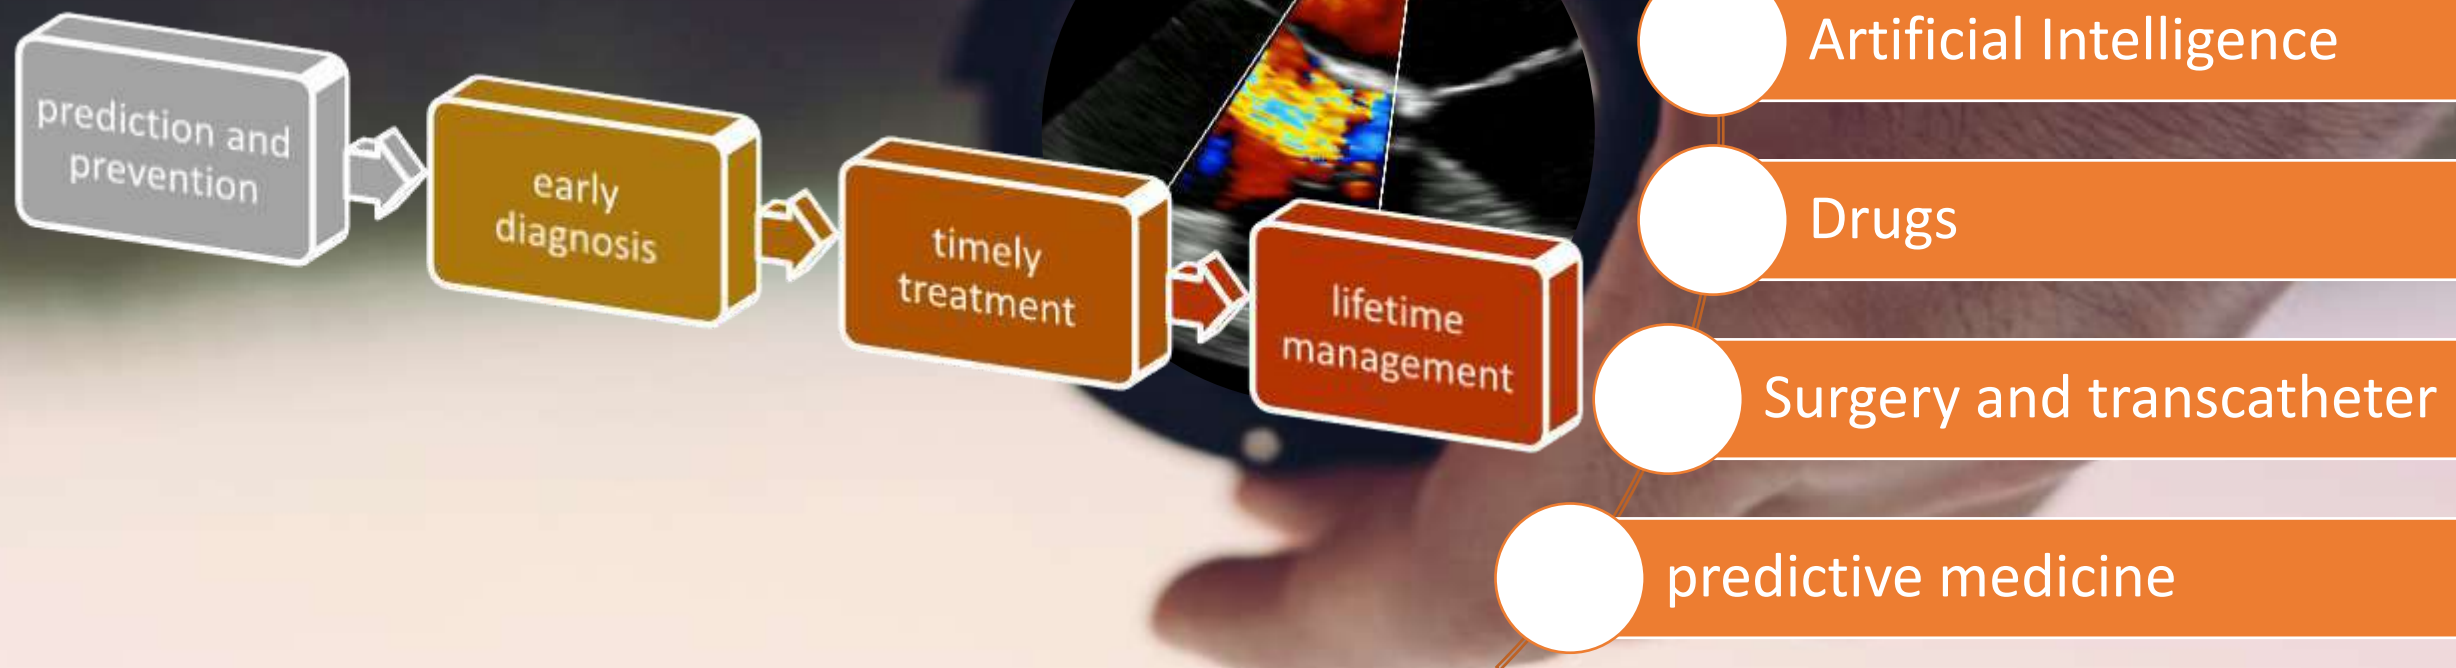 prediction and
prevention
early
diagnosis
timely
treatment
lifetime
management
Artificial Intelligence
Drugs
Surgery and transcatheter
predictive medicine